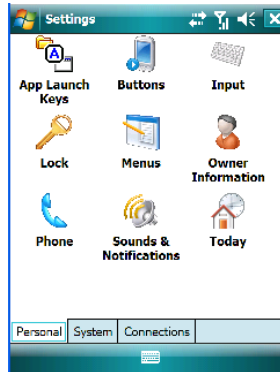 Settings
App Launch Buttons Input
Keys
Lock Menus Owner
Information
Phone Sounds & Today
Notifications
Personal System Connections